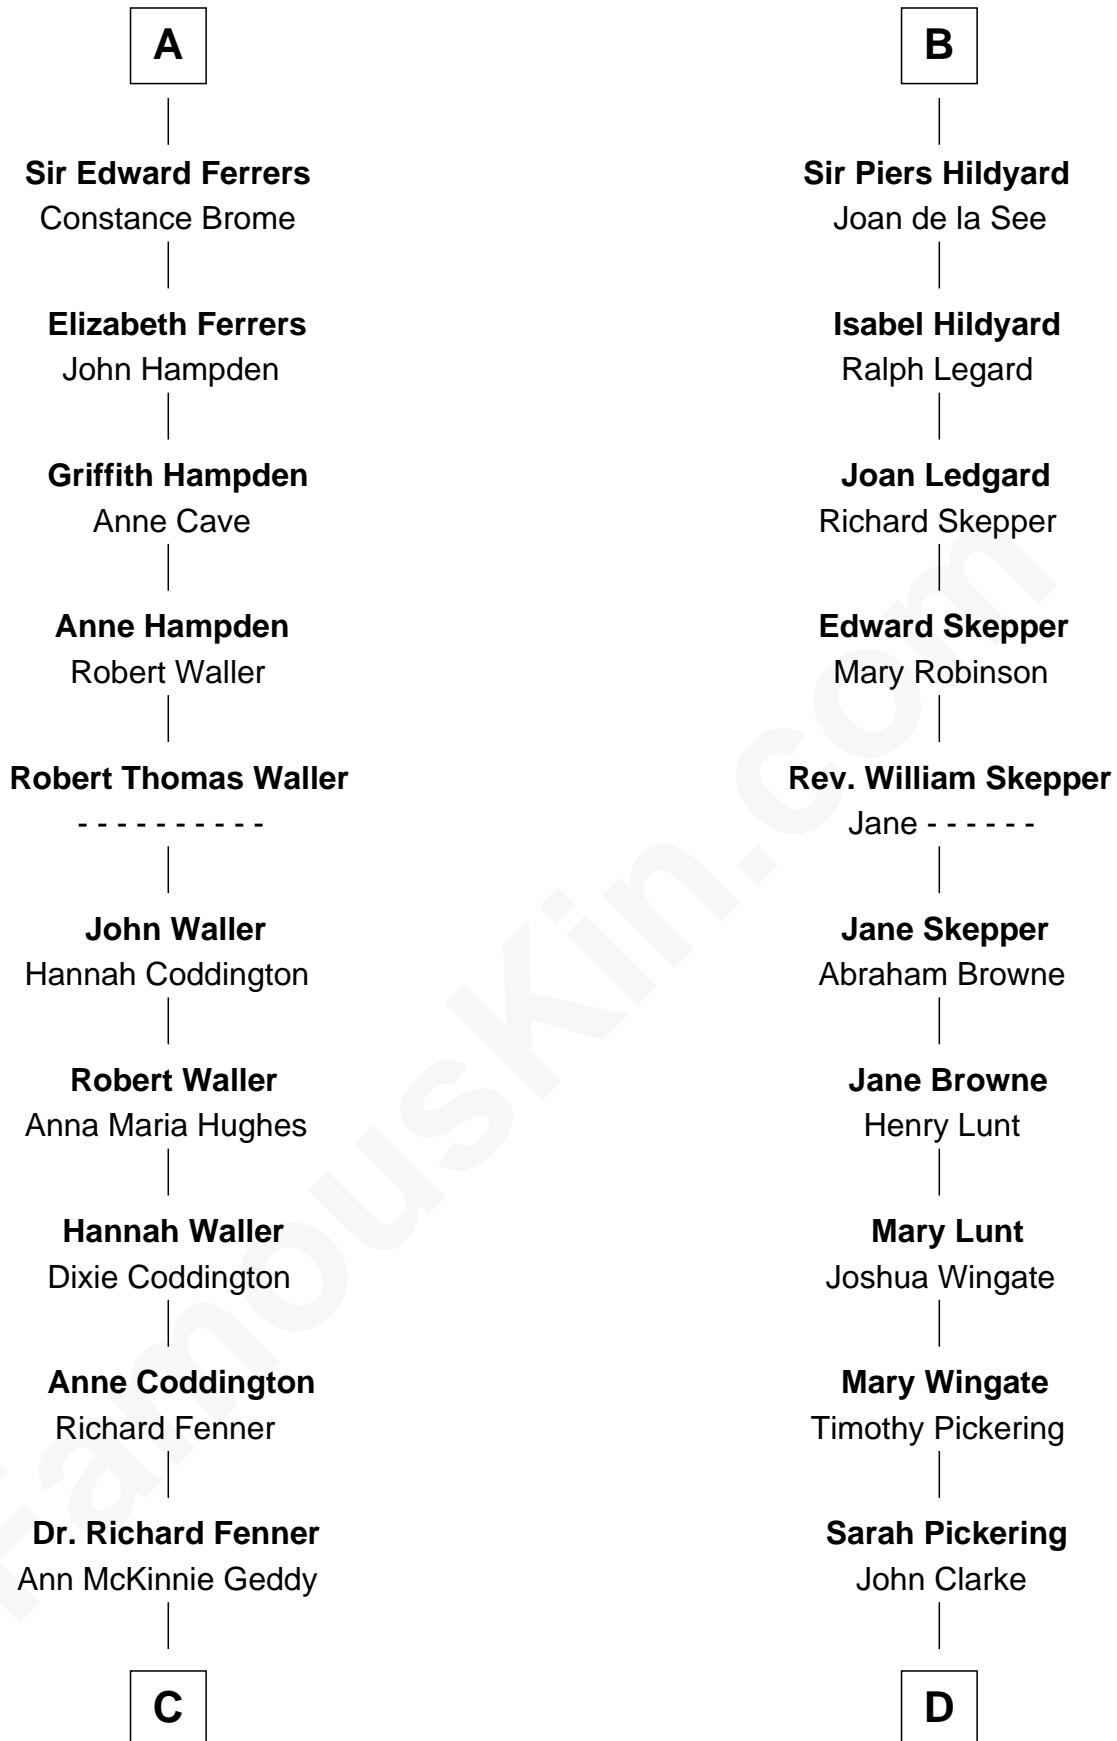 A
Sir Edward Ferrers
Constance Brome
Elizabeth Ferrers
John Hampden
Griffith Hampden
Anne Cave
Anne Hampden
Robert Waller
Robert Thomas Waller
- - - - - - - - - -
John Waller
Hannah Coddington
Robert Waller
Anna Maria Hughes
Hannah Waller
Dixie Coddington
Anne Coddington
Richard Fenner
Dr. Richard Fenner
Ann McKinnie Geddy
C
B
Sir Piers Hildyard
Joan de la See
Isabel Hildyard
Ralph Legard
Joan Ledgard
Richard Skepper
Edward Skepper
Mary Robinson
Rev. William Skepper
Jane - - - - - -
Jane Skepper
Abraham Browne
Jane Browne
Henry Lunt
Mary Lunt
Joshua Wingate
Mary Wingate
Timothy Pickering
Sarah Pickering
John Clarke
D
FamousKin.com